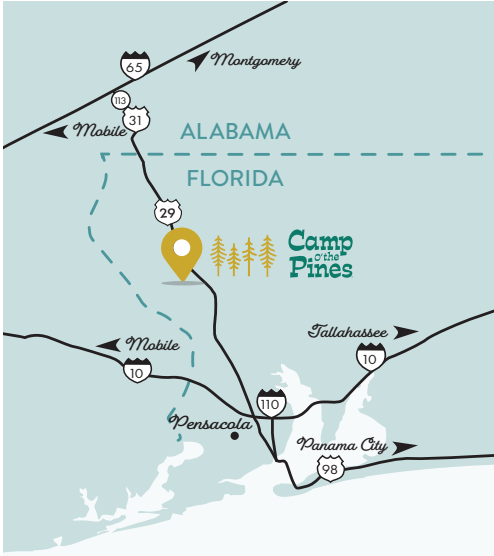 65
Montgomery
113
31
Mobile
ALABAMA
FLORIDA
29
Camp
o'the
Pines
Mobile
10
Tallahassee
10
110
Pensacola
Panama City
98